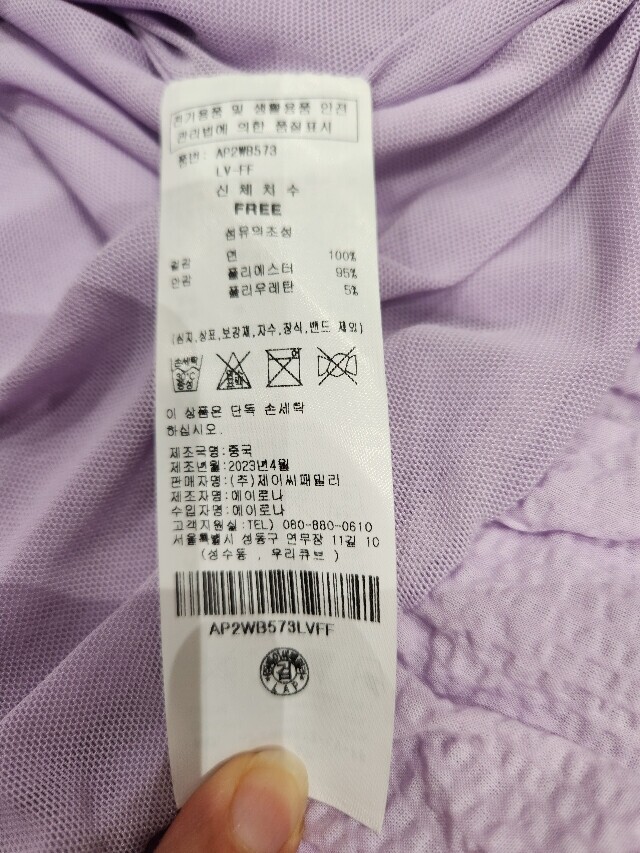 전기용품 및 생활용품 안전
관리법에 의한 품질표시
품번: AP2WB573
LV-FF
신 체 치 수
FREE
섬유의조성
겉감 면 100%
안감 폴리에스터 95%
폴리우레탄 5%
(심지,상표,보강재,자수,장식,밴드 제외)
손세탁
이 상품은 단독 손세탁
하십시오.
제조국명:중국
제조년월:2023년4월
판매자명:(주)제이씨패밀리
제조자명:에이로나
수입자명:에이로나
고객지원실:TEL) 080-880-0610
서울특별시 성동구 연무장 11길 10
(성수동 , 우리큐브 )
AP2WB573LVFF
검